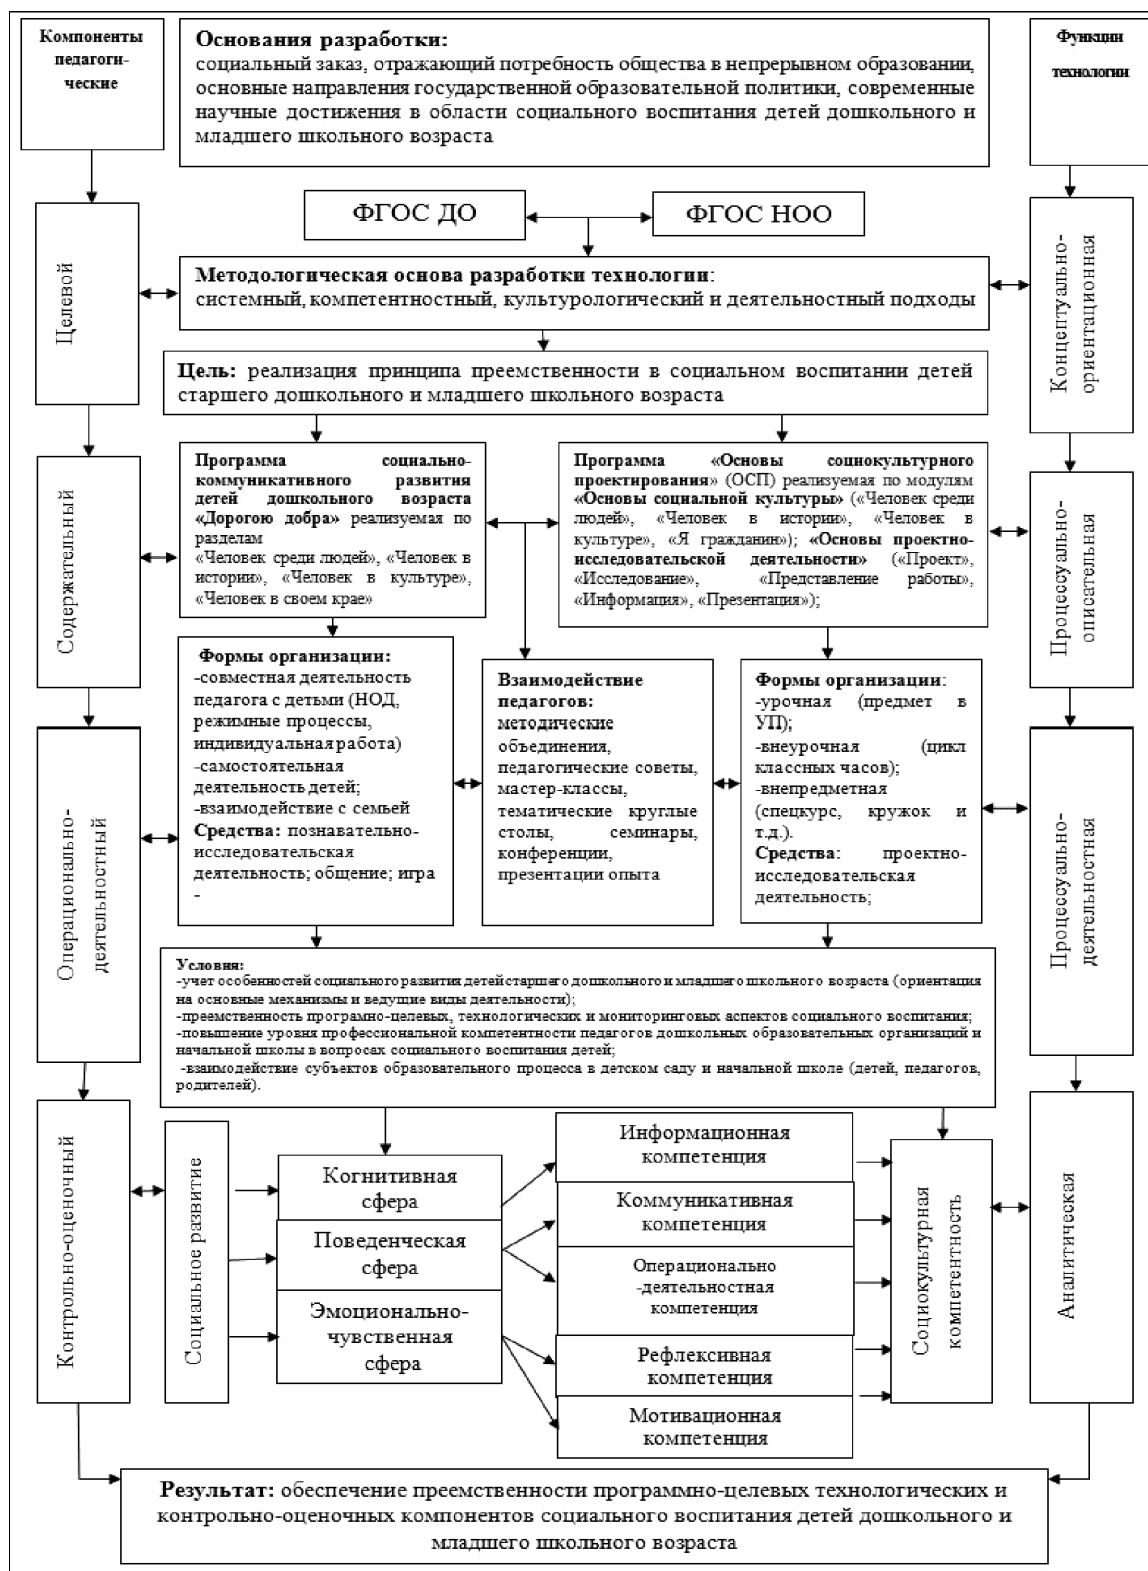 Компоненты
педагоги-
ческие
Основания разработки:
социальный заказ, отражающий потребность общества в непрерывном образовании,
основные направления государственной образовательной политики, современные
научные достижения в области социального воспитания детей дошкольного и
младшего школьного возраста
Функции
технологии
ФГОС ДО
ФГОС НОО
Целевой
Методологическая основа разработки технологии:
системный, компетентностный, культурологический и деятельностный подходы
Концептуально-
ориентационная
Цель: реализация принципа преемственности в социальном воспитании детей
старшего дошкольного и младшего школьного возраста
Содержательный
Программа социально-
коммуникативного развития
детей дошкольного возраста
«Дорогою добра» реализуемая по
разделам
«Человек среди людей», «Человек в
истории», «Человек в культуре»,
«Человек в своем крае»
Программа «Основы социокультурного
проектирования» (ОСП) реализуемая по модулям
«Основы социальной культуры» («Человек среди
людей», «Человек в истории», «Человек в
культуре», «Я гражданин»); «Основы проектно-
исследовательской деятельности» («Проект»,
«Исследование», «Представление работы»,
«Информация», «Презентация»);
Процессуально-
описательная
Операционально-
деятельностный
Формы организации:
-совместная деятельность
педагога с детьми (НОД,
режимные процессы,
индивидуальная работа)
-самостоятельная
деятельность детей;
-взаимодействие с семьей
Средства: познавательно-
исследовательская
деятельность; общение; игра
-
Взаимодействие
педагогов:
методические
объединения,
педагогические советы,
мастер-классы,
тематические круглые
столы, семинары,
конференции,
презентации опыта
Формы организации:
-урочная (предмет в
УП);
-внеурочная (цикл
классных часов);
-внепредметная
(спецкурс, кружок и
т.д.).
Средства: проектно-
исследовательская
деятельность;
Процессуально-
деятельностная
Условия:
-учет особенностей социального развития детей старшего дошкольного и младшего школьного возраста (ориентация
на основные механизмы и ведущие виды деятельности);
-преемственность програмно-целевых, технологических и мониторинговых аспектов социального воспитания;
-повышение уровня профессиональной компетентности педагогов дошкольных образовательных организаций и
начальной школы в вопросах социального воспитания детей;
-взаимодействие субъектов образовательного процесса в детском саду и начальной школе (детей, педагогов,
родителей).
Контрольно-оценочный
Социальное развитие
Когнитивная
сфера
Поведенческая
сфера
Эмоционально-
чувственная
сфера
Информационная
компетенция
Коммуникативная
компетенция
Операционально
-деятельностная
компетенция
Рефлексивная
компетенция
Мотивационная
компетенция
Социокультурная
компетентность
Аналитическая
Результат: обеспечение преемственности программно-целевых технологических и
контрольно-оценочных компонентов социального воспитания детей дошкольного и
младшего школьного возраста